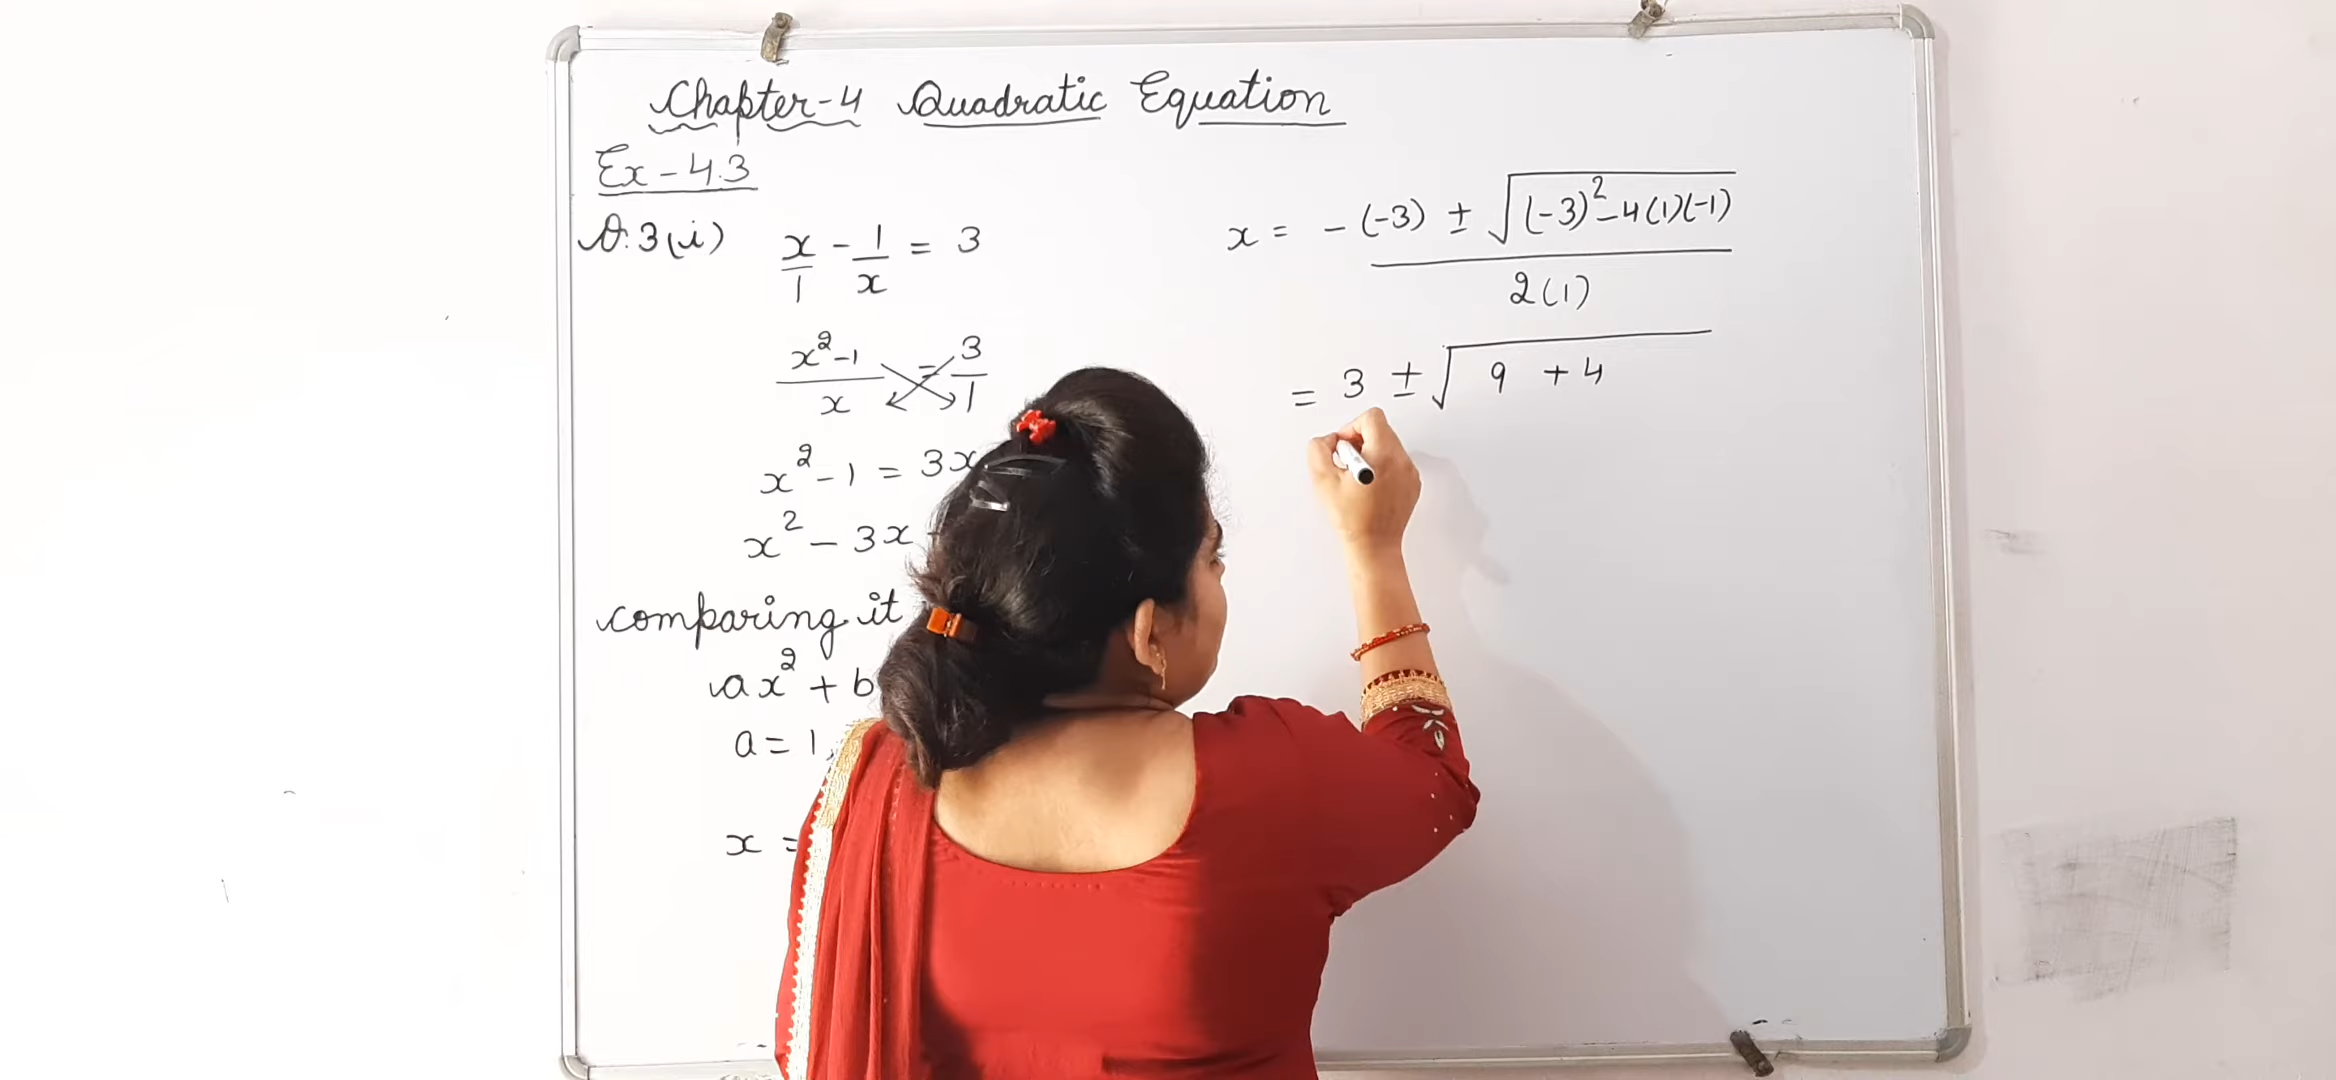 Chapter-4 Quadratic Equation
Ex-4.3
Q.3(i) x/1 - 1/x = 3
x²-1/x = 3/1
x²-1 = 3x
x² - 3x
comparing it
ax² + b
a = 1,
x =
x = -(-3) ± √(-3)²-4(1)(-1)
2(1)
= 3 ± √9 + 4